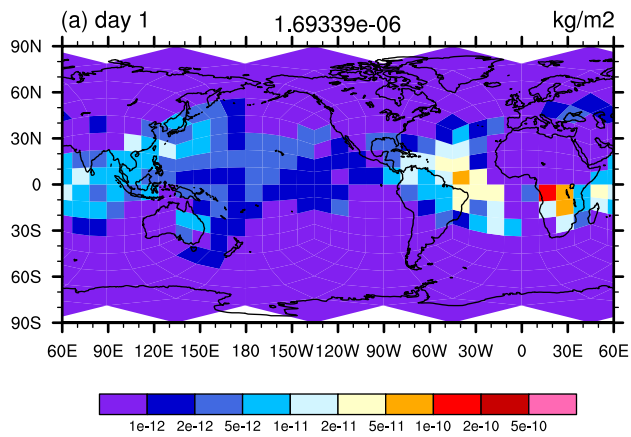 (a) day 1 1.69339e-06 kg/m2
90N
60N
30N
0
30S
60S
90S
60E 90E 120E 150E 180 150W 120W 90W 60W 30W 0 30E 60E
1e-12 2e-12 5e-12 1e-11 2e-11 5e-11 1e-10 2e-10 5e-10